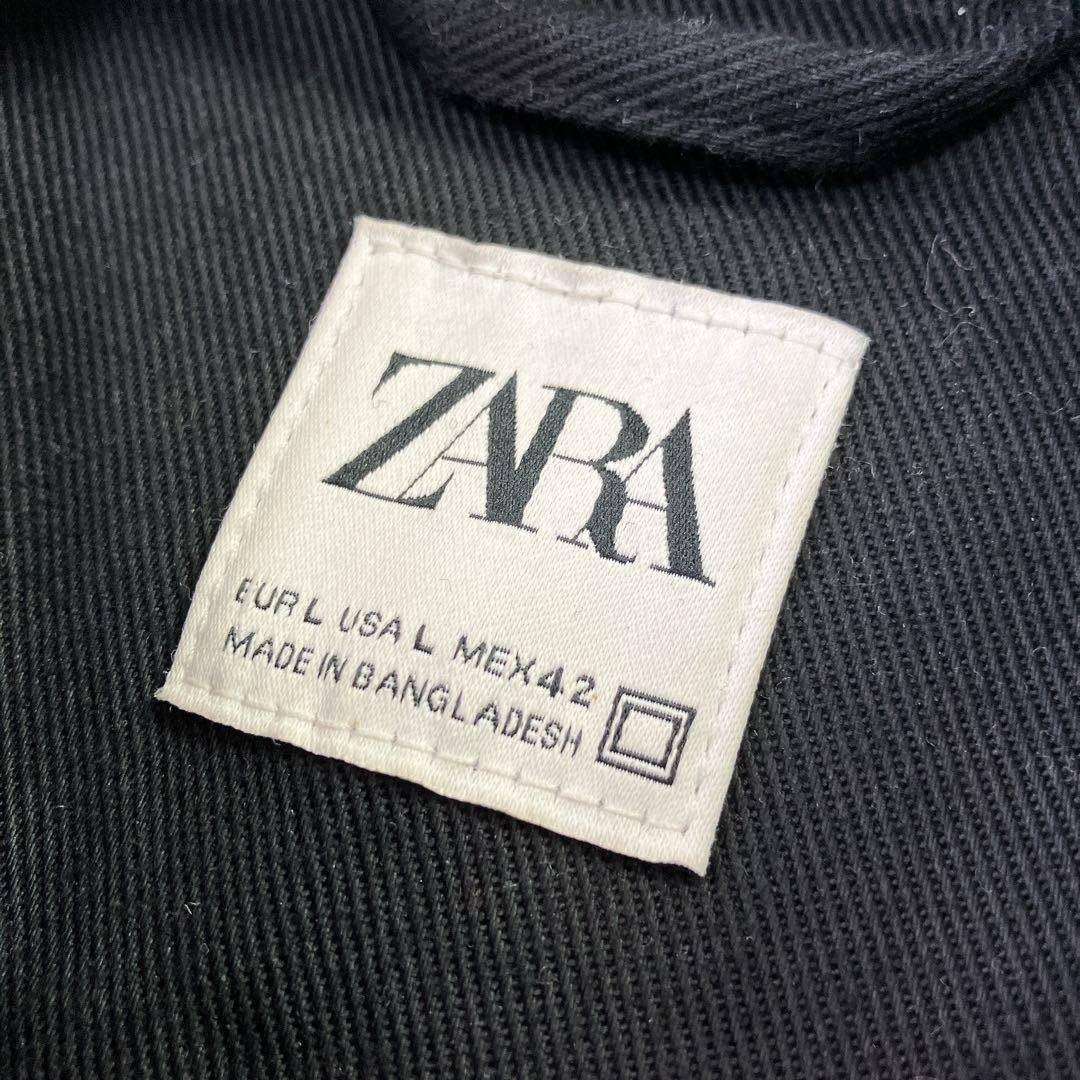 ZARA
EUR L USA L MEX 42
MADE IN BANGLADESH